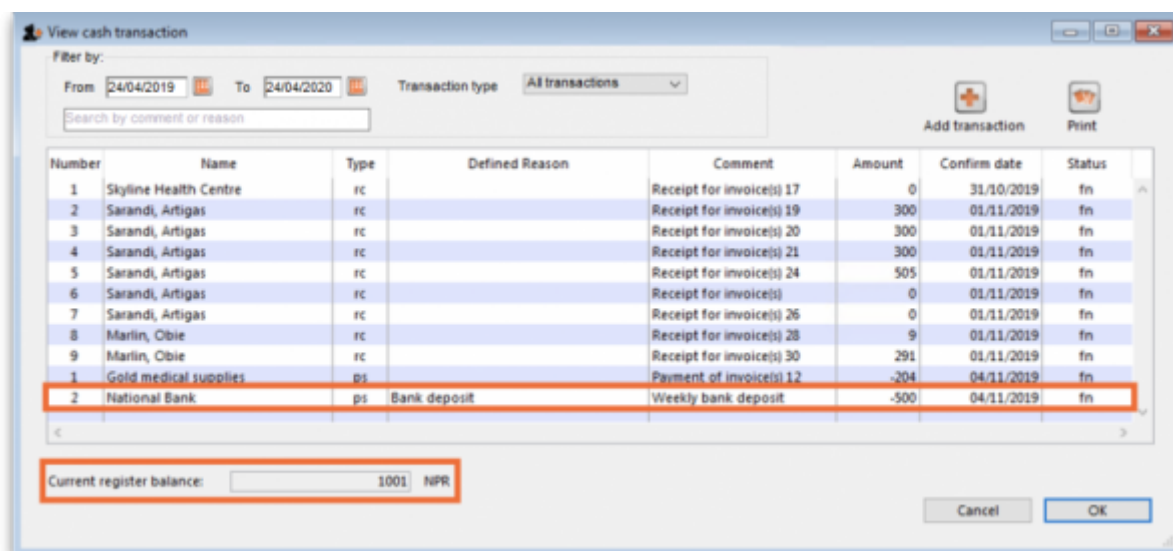 View cash transaction
Filter by:
From 24/04/2019 To 24/04/2020 Transaction type All transactions
Search by comment or reason
Add transaction Print
Number Name Type Defined Reason Comment Amount Confirm date Status
1 Skyline Health Centre rc Receipt for invoice(s) 17 0 31/10/2019 fn
2 Sarandi, Artigas rc Receipt for invoice(s) 19 300 01/11/2019 fn
3 Sarandi, Artigas rc Receipt for invoice(s) 20 300 01/11/2019 fn
4 Sarandi, Artigas rc Receipt for invoice(s) 21 300 01/11/2019 fn
5 Sarandi, Artigas rc Receipt for invoice(s) 24 505 01/11/2019 fn
6 Sarandi, Artigas rc Receipt for invoice(s) 0 01/11/2019 fn
7 Sarandi, Artigas rc Receipt for invoice(s) 26 0 01/11/2019 fn
8 Marlin, Obie rc Receipt for invoice(s) 28 9 01/11/2019 fn
9 Marlin, Obie rc Receipt for invoice(s) 30 291 01/11/2019 fn
1 Gold medical supplies ps Payment of invoice(s) 12 -204 04/11/2019 fn
2 National Bank ps Bank deposit Weekly bank deposit -500 04/11/2019 fn
Current register balance: 1001 NPR
Cancel OK